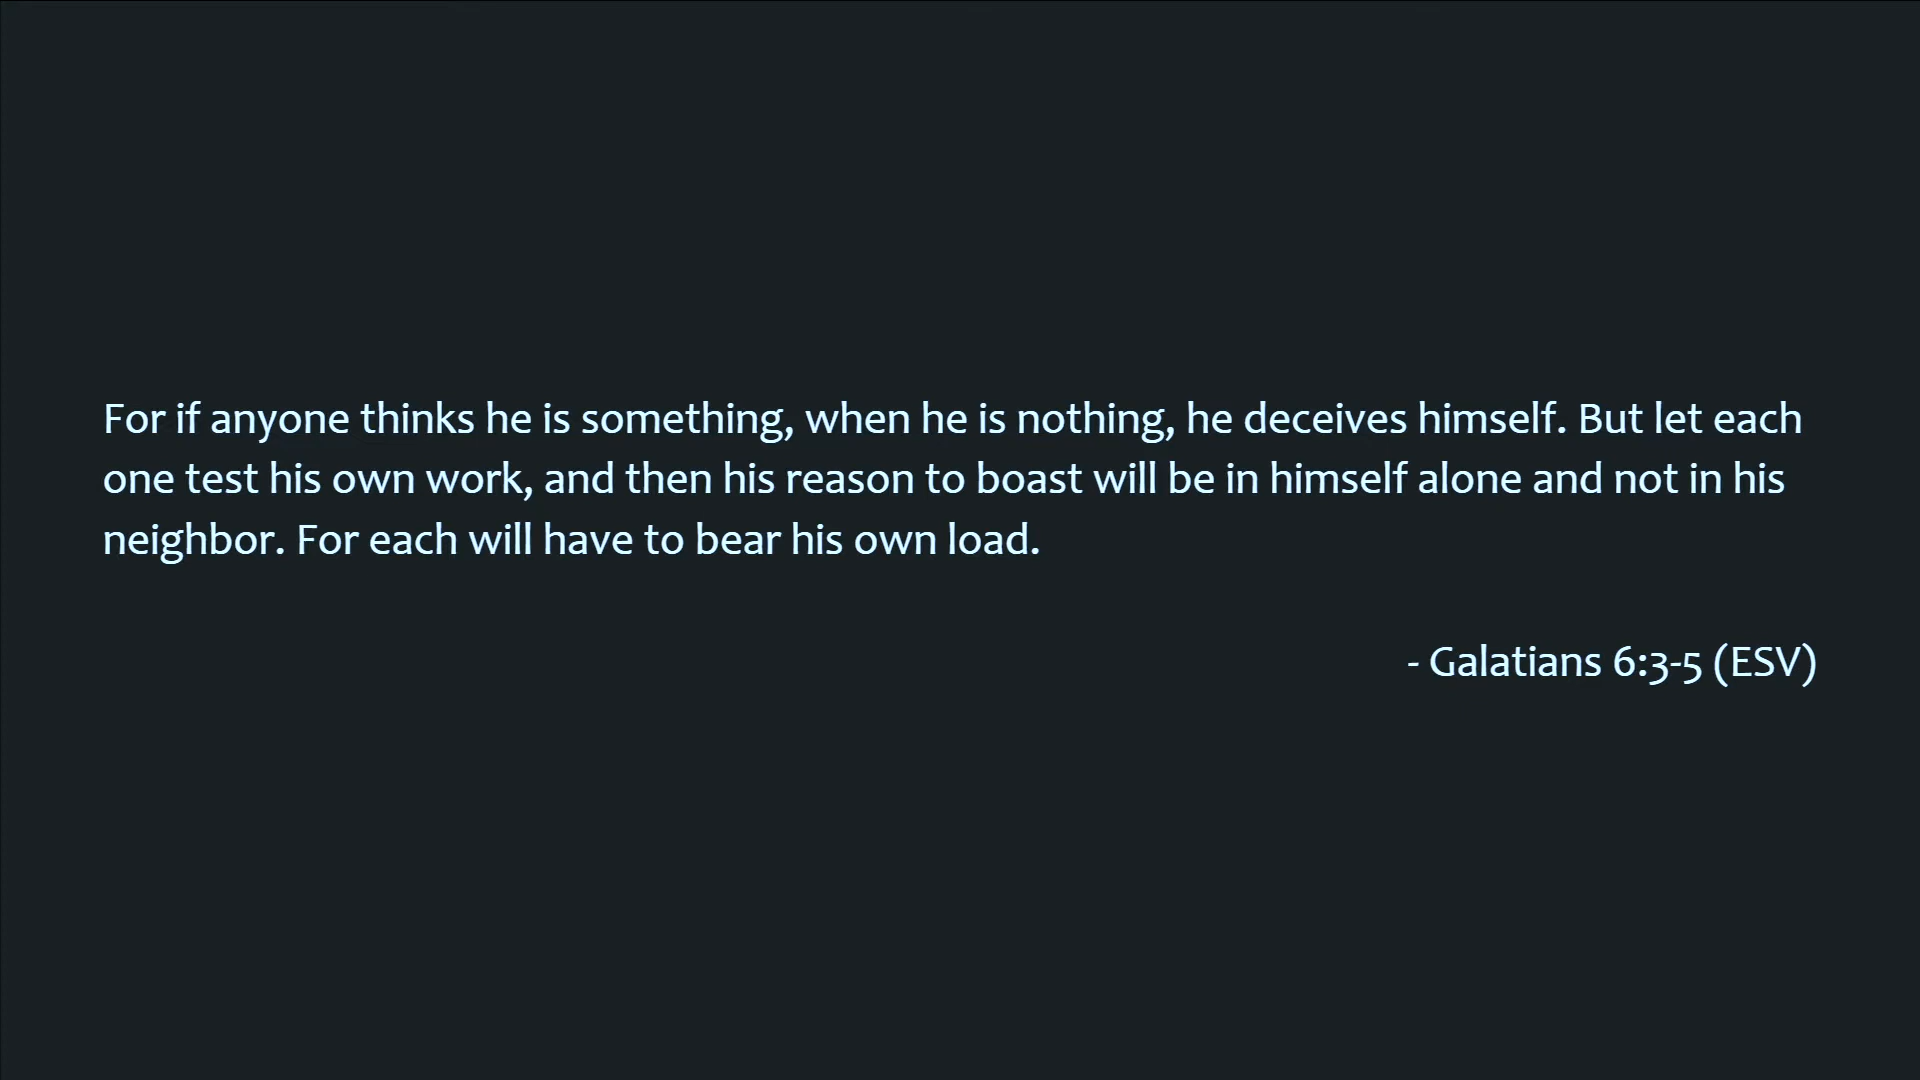 For if anyone thinks he is something, when he is nothing, he deceives himself. But let each
one test his own work, and then his reason to boast will be in himself alone and not in his
neighbor. For each will have to bear his own load.
- Galatians 6:3-5 (ESV)